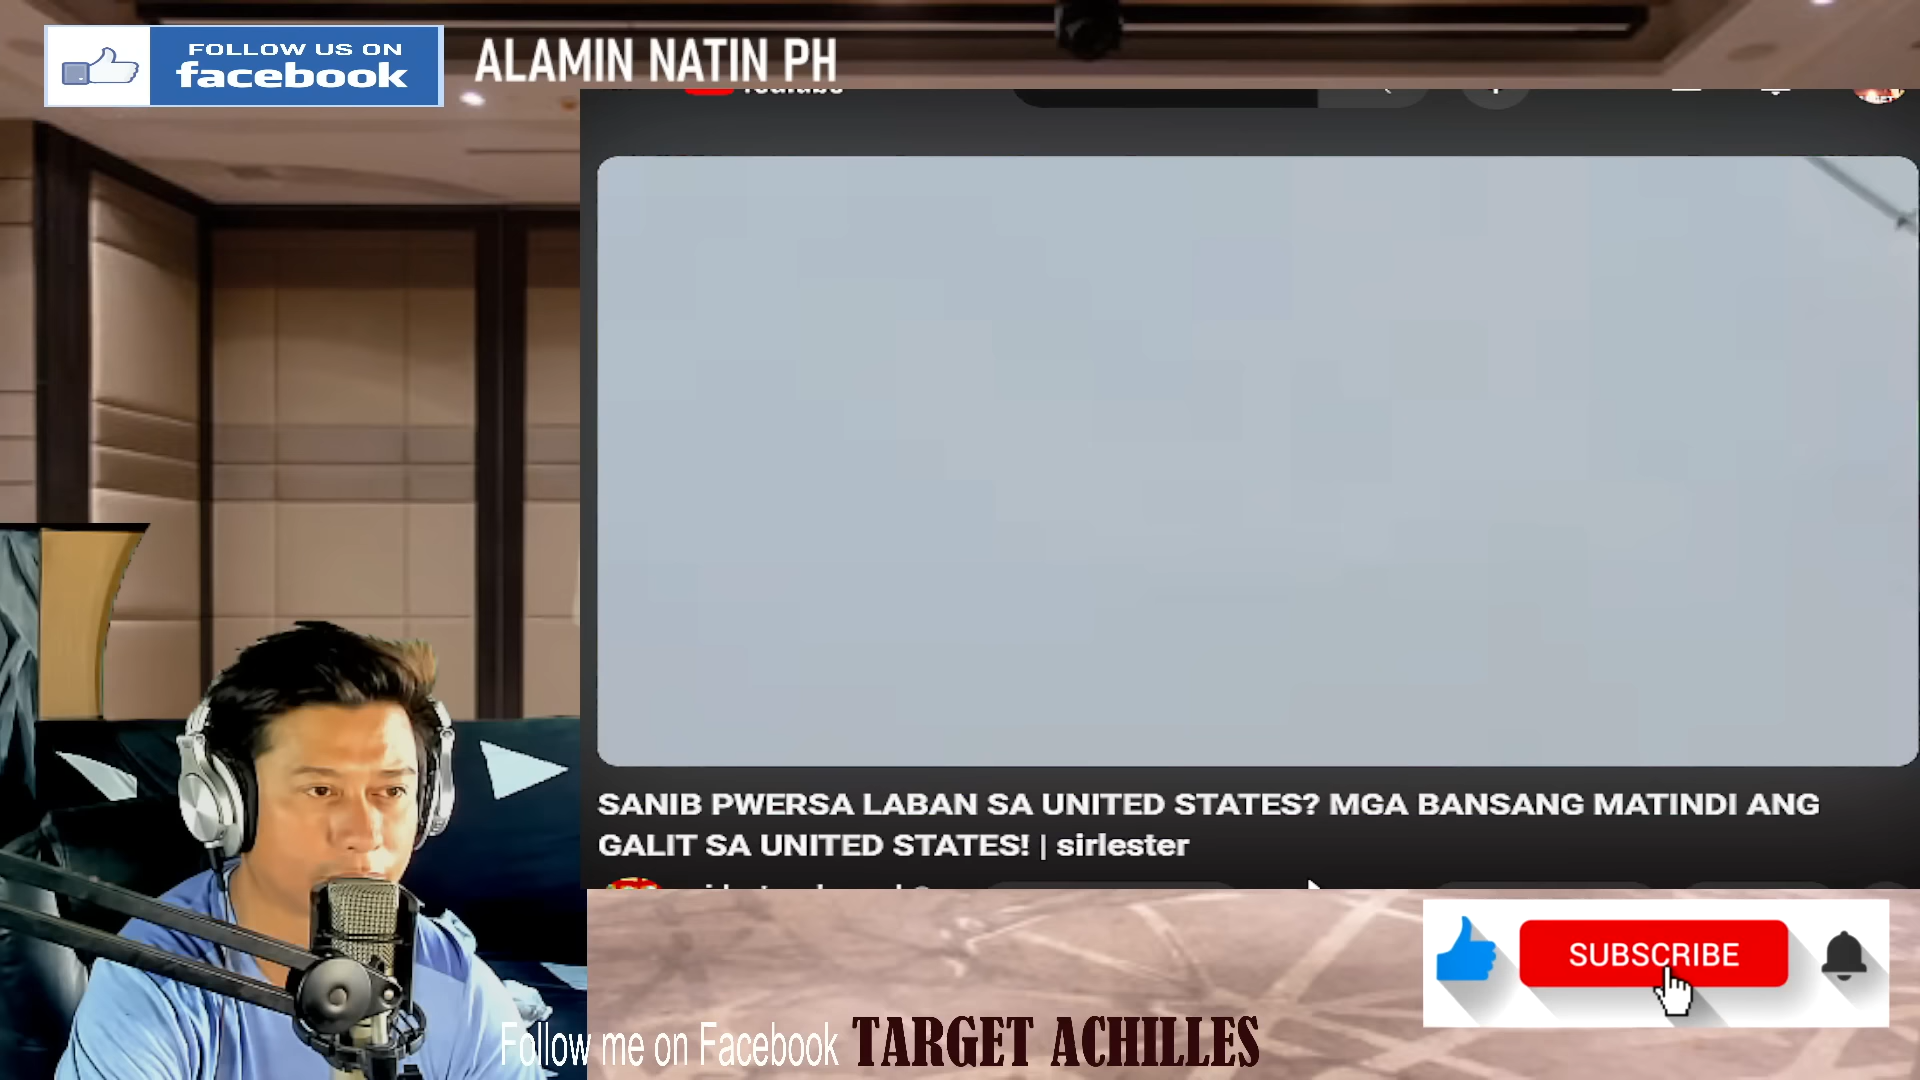 FOLLOW US ON
facebook
ALAMIN NATIN PH
YouTube
SANIB PWERSA LABAN SA UNITED STATES? MGA BANSANG MATINDI ANG
GALIT SA UNITED STATES! | sirlester
SUBSCRIBE
Follow me on Facebook TARGET ACHILLES